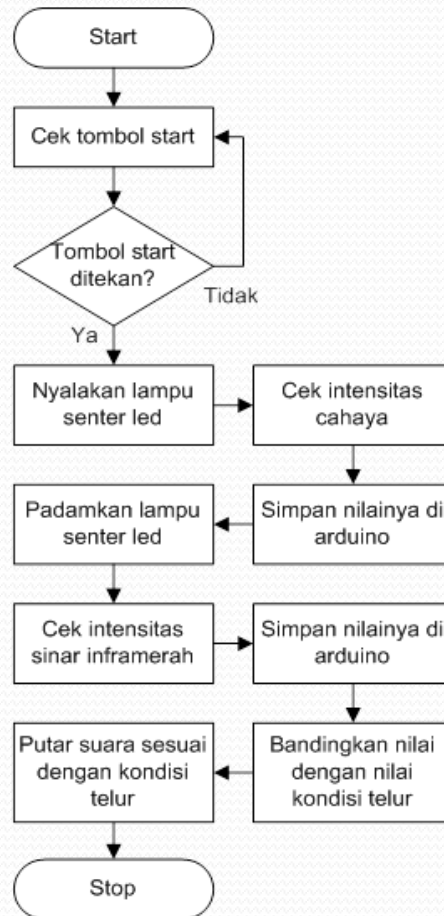 Start
Cek tombol start
Tombol start
ditekan?
Tidak
Ya
Nyalakan lampu
senter led
Cek intensitas
cahaya
Simpan nilainya di
arduino
Padamkan lampu
senter led
Cek intensitas
sinar inframerah
Simpan nilainya di
arduino
Bandingkan nilai
dengan nilai
kondisi telur
Putar suara sesuai
dengan kondisi
telur
Stop